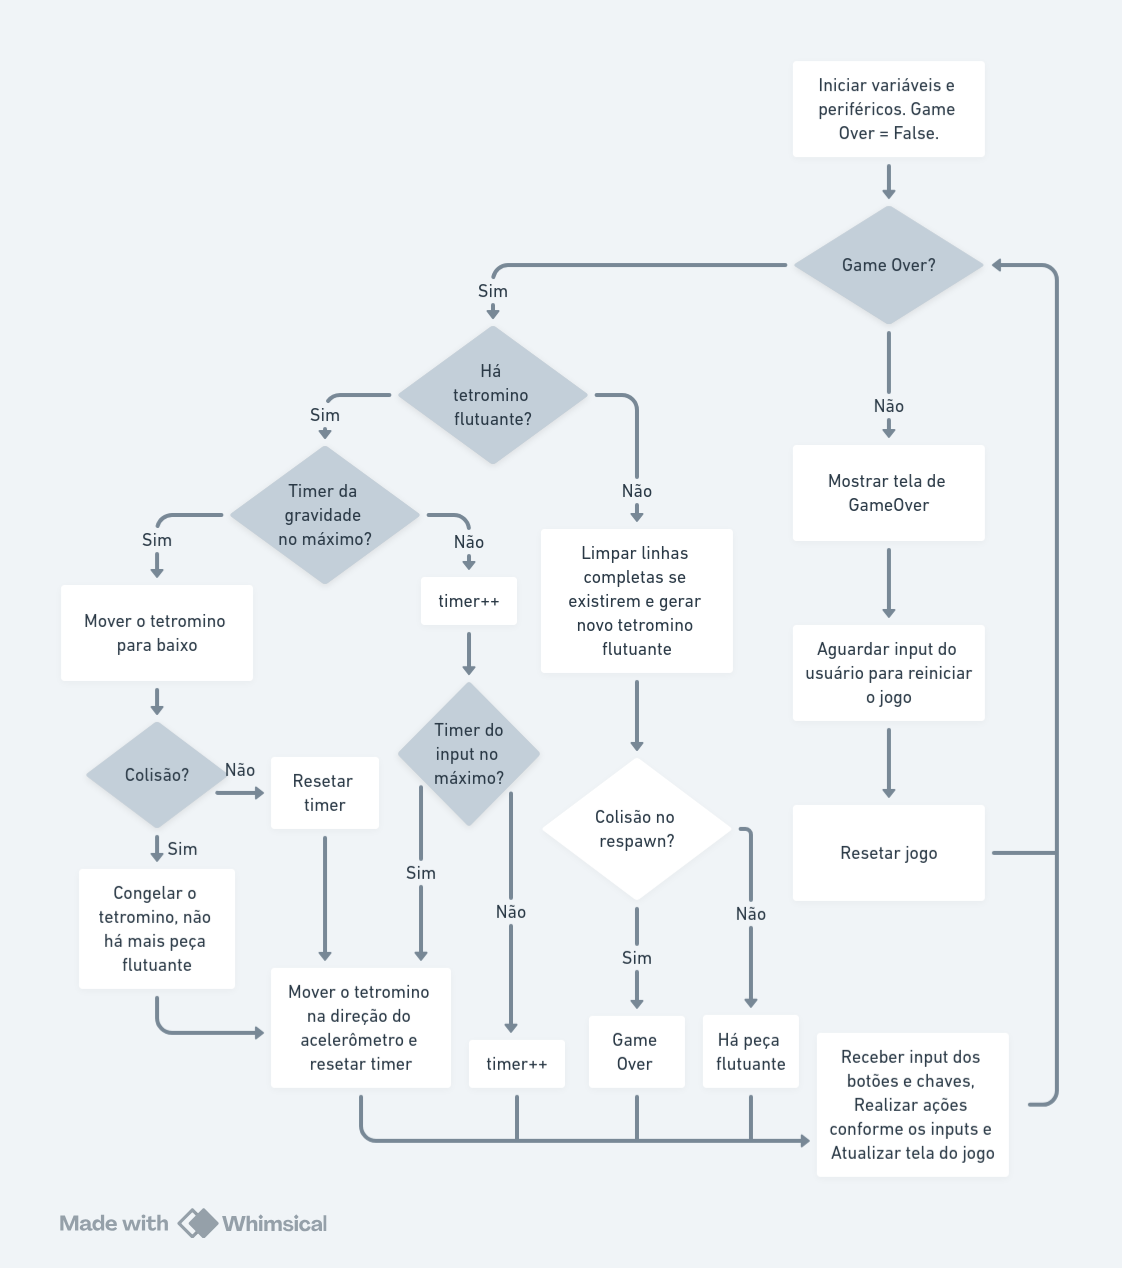 Iniciar variáveis e
periféricos. Game
Over = False.
Game Over?
Sim
Não
Há
tetromino
flutuante?
Sim
Não
Mostrar tela de
GameOver
Timer da
gravidade
no máximo?
Sim
Não
Limpar linhas
completas se
existirem e gerar
novo tetromino
flutuante
Mover o tetromino
para baixo
timer++
Aguardar input do
usuário para reiniciar
o jogo
Timer do
input no
máximo?
Colisão?
Não
Resetar
timer
Sim
Colisão no
respawn?
Resetar jogo
Congelar o
tetromino, não
há mais peça
flutuante
Sim
Não
Sim
Não
Mover o tetromino
na direção do
acelerômetro e
resetar timer
timer++
Game
Over
Há peça
flutuante
Receber input dos
botões e chaves,
Realizar ações
conforme os inputs e
Atualizar tela do jogo
Made with Whimsical